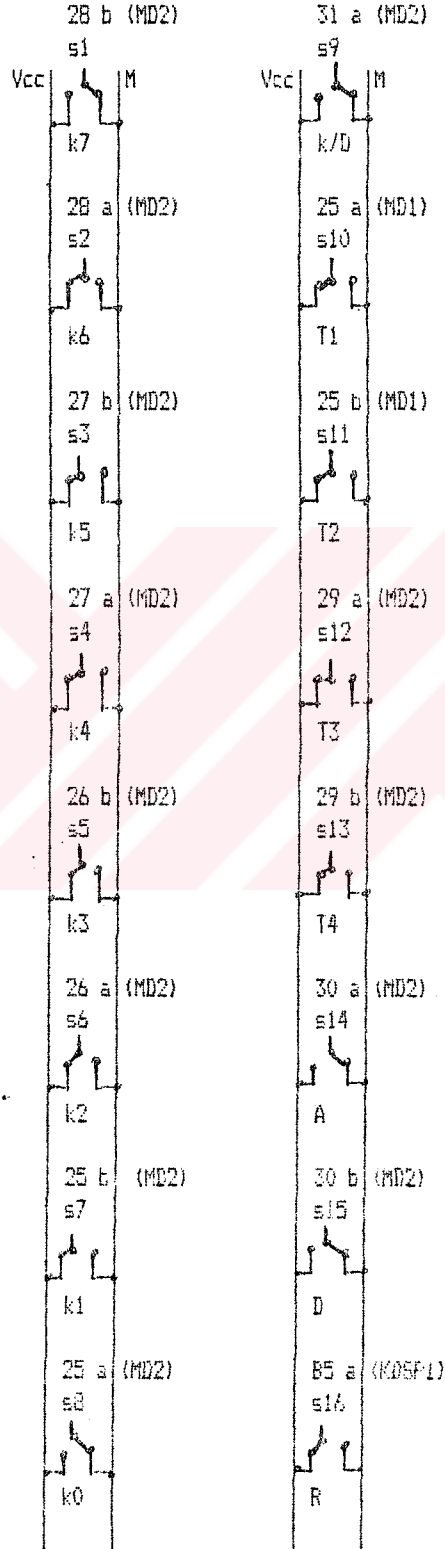 28 b (MD2)
s1
Vcc M
k7
28 a (MD2)
s2
k6
27 b (MD2)
s3
k5
27 a (MD2)
s4
k4
26 b (MD2)
s5
k3
26 a (MD2)
s6
k2
25 b (MD2)
s7
k1
25 a (MD2)
s8
k0
31 a (MD2)
s9
Vcc M
k/D
25 a (MD1)
s10
T1
25 b (MD1)
s11
T2
29 a (MD2)
s12
T3
29 b (MD2)
s13
T4
30 a (MD2)
s14
A
30 b (MD2)
s15
D
B5 a (KDSP1)
s16
R